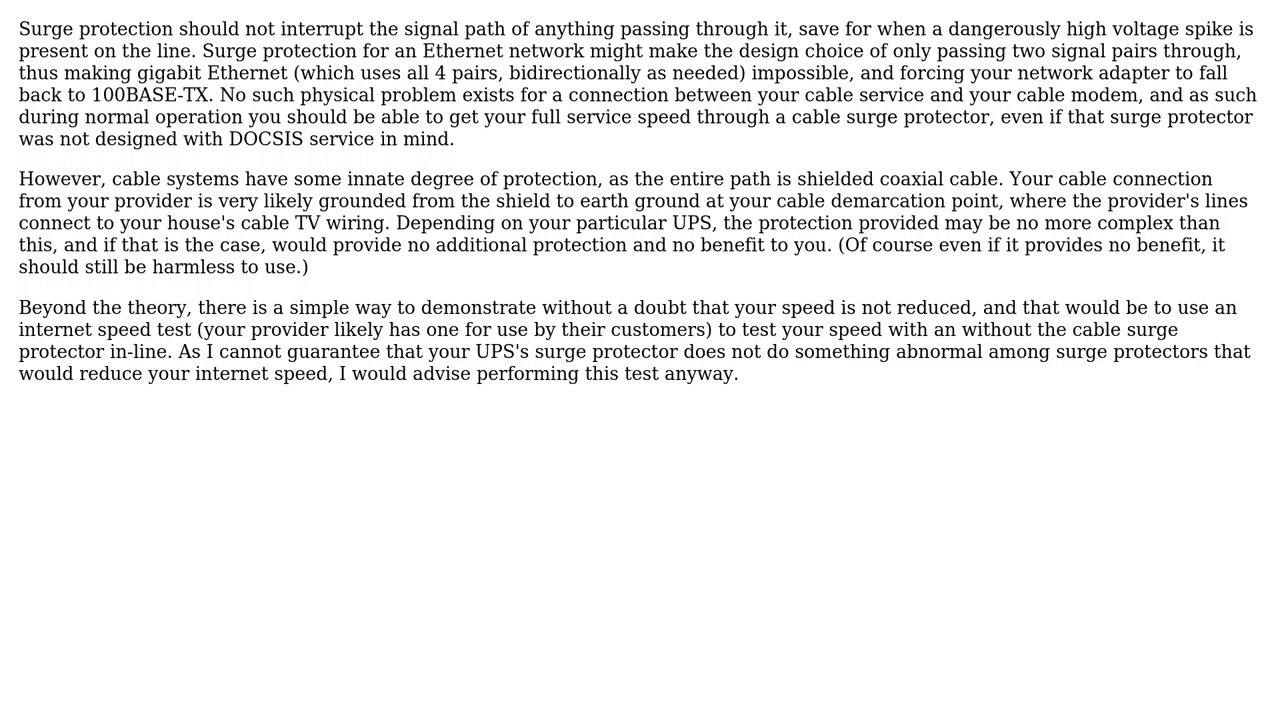 Surge protection should not interrupt the signal path of anything passing through it, save for when a dangerously high voltage spike is
present on the line. Surge protection for an Ethernet network might make the design choice of only passing two signal pairs through,
thus making gigabit Ethernet (which uses all 4 pairs, bidirectionally as needed) impossible, and forcing your network adapter to fall
back to 100BASE-TX. No such physical problem exists for a connection between your cable service and your cable modem, and as such
during normal operation you should be able to get your full service speed through a cable surge protector, even if that surge protector
was not designed with DOCSIS service in mind.
However, cable systems have some innate degree of protection, as the entire path is shielded coaxial cable. Your cable connection
from your provider is very likely grounded from the shield to earth ground at your cable demarcation point, where the provider's lines
connect to your house's cable TV wiring. Depending on your particular UPS, the protection provided may be no more complex than
this, and if that is the case, would provide no additional protection and no benefit to you. (Of course even if it provides no benefit, it
should still be harmless to use.)
Beyond the theory, there is a simple way to demonstrate without a doubt that your speed is not reduced, and that would be to use an
internet speed test (your provider likely has one for use by their customers) to test your speed with an without the cable surge
protector in-line. As I cannot guarantee that your UPS's surge protector does not do something abnormal among surge protectors that
would reduce your internet speed, I would advise performing this test anyway.